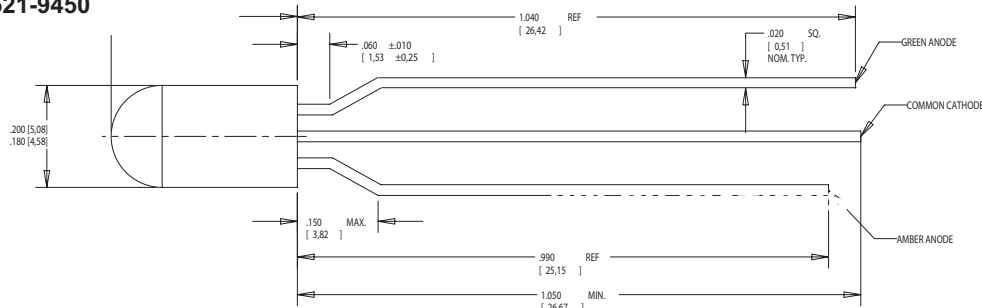 521-9450
1.040 REF
[ 26,42 ]
.060 ±.010
[ 1,53 ±0,25 ]
.020 SQ.
[ 0,51 ]
NOM. TYP.
GREEN ANODE
COMMON CATHODE
.200 [5,08]
.180 [4,58]
.150 MAX.
[ 3,82 ]
AMBER ANODE
.990 REF
[ 25,15 ]
1.050 MIN.
[ 26,67 ]